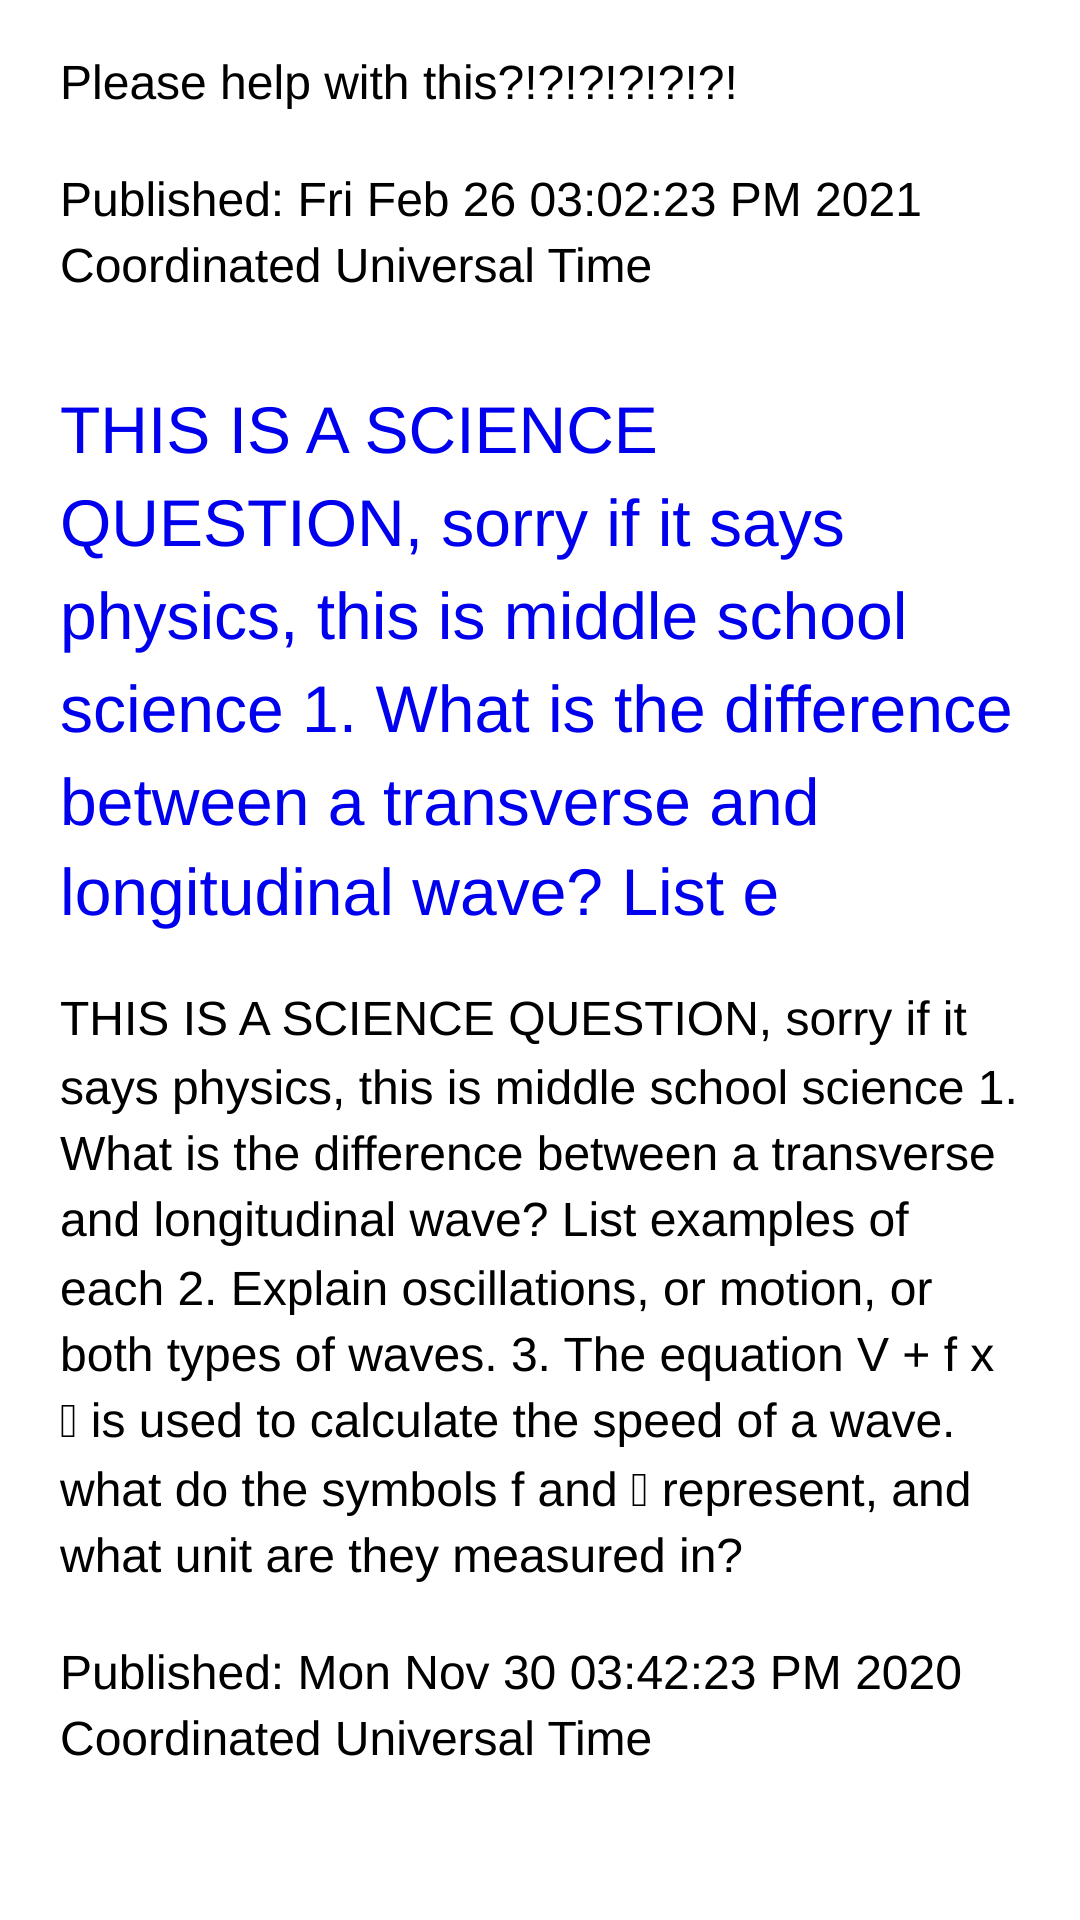 Please help with this?!?!?!?!?!?!
Published: Fri Feb 26 03:02:23 PM 2021
Coordinated Universal Time
THIS IS A SCIENCE
QUESTION, sorry if it says
physics, this is middle school
science 1. What is the difference
between a transverse and
longitudinal wave? List e
THIS IS A SCIENCE QUESTION, sorry if it
says physics, this is middle school science 1.
What is the difference between a transverse
and longitudinal wave? List examples of
each 2. Explain oscillations, or motion, or
both types of waves. 3. The equation V + f x
▯ is used to calculate the speed of a wave.
what do the symbols f and ▯ represent, and
what unit are they measured in?
Published: Mon Nov 30 03:42:23 PM 2020
Coordinated Universal Time